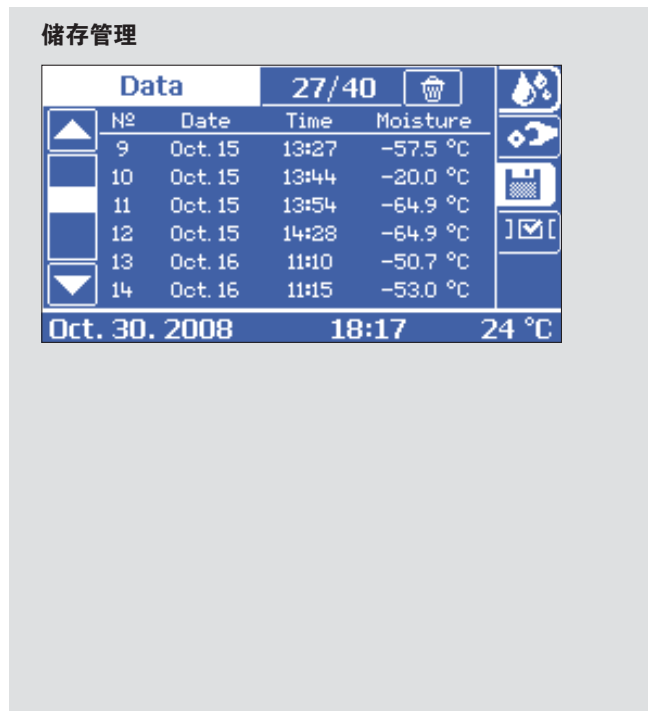 储存管理
Data 27/40
Nº Date Time Moisture
9 Oct. 15 13:27 -57.5 °C
10 Oct. 15 13:44 -20.0 °C
11 Oct. 15 13:54 -64.9 °C
12 Oct. 15 14:28 -64.9 °C
13 Oct. 16 11:10 -50.7 °C
14 Oct. 16 11:15 -53.0 °C
Oct. 30. 2008 18:17 24 °C